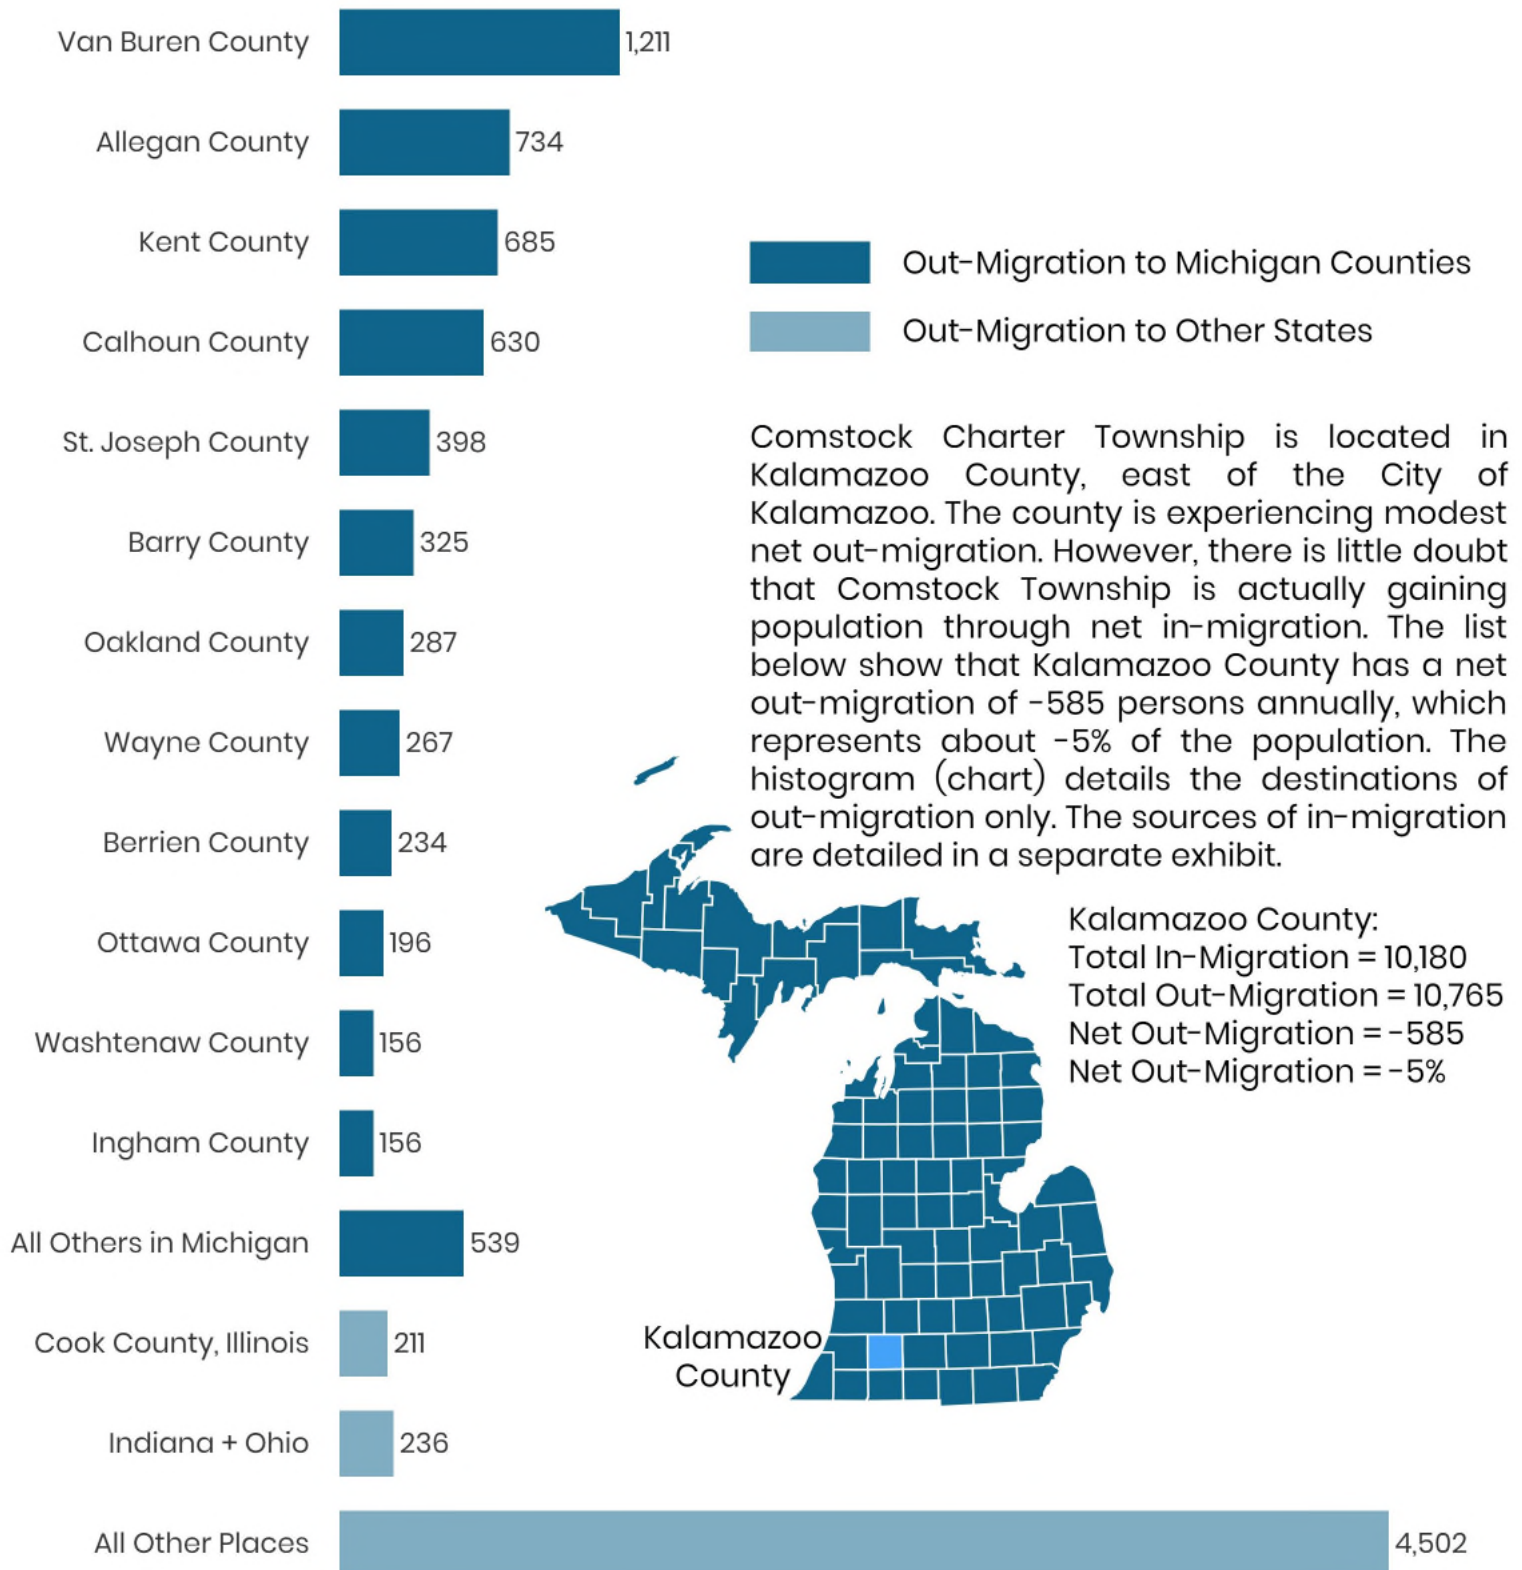 Van Buren County 1,211
Allegan County 734
Kent County 685
Calhoun County 630
St. Joseph County 398
Barry County 325
Oakland County 287
Wayne County 267
Berrien County 234
Ottawa County 196
Washtenaw County 156
Ingham County 156
All Others in Michigan 539
Cook County, Illinois 211
Indiana + Ohio 236
All Other Places 4,502
Out-Migration to Michigan Counties
Out-Migration to Other States
Comstock Charter Township is located in
Kalamazoo County, east of the City of
Kalamazoo. The county is experiencing modest
net out-migration. However, there is little doubt
that Comstock Township is actually gaining
population through net in-migration. The list
below show that Kalamazoo County has a net
out-migration of -585 persons annually, which
represents about -5% of the population. The
histogram (chart) details the destinations of
out-migration only. The sources of in-migration
are detailed in a separate exhibit.
Kalamazoo County:
Total In-Migration = 10,180
Total Out-Migration = 10,765
Net Out-Migration = -585
Net Out-Migration = -5%
Kalamazoo
County